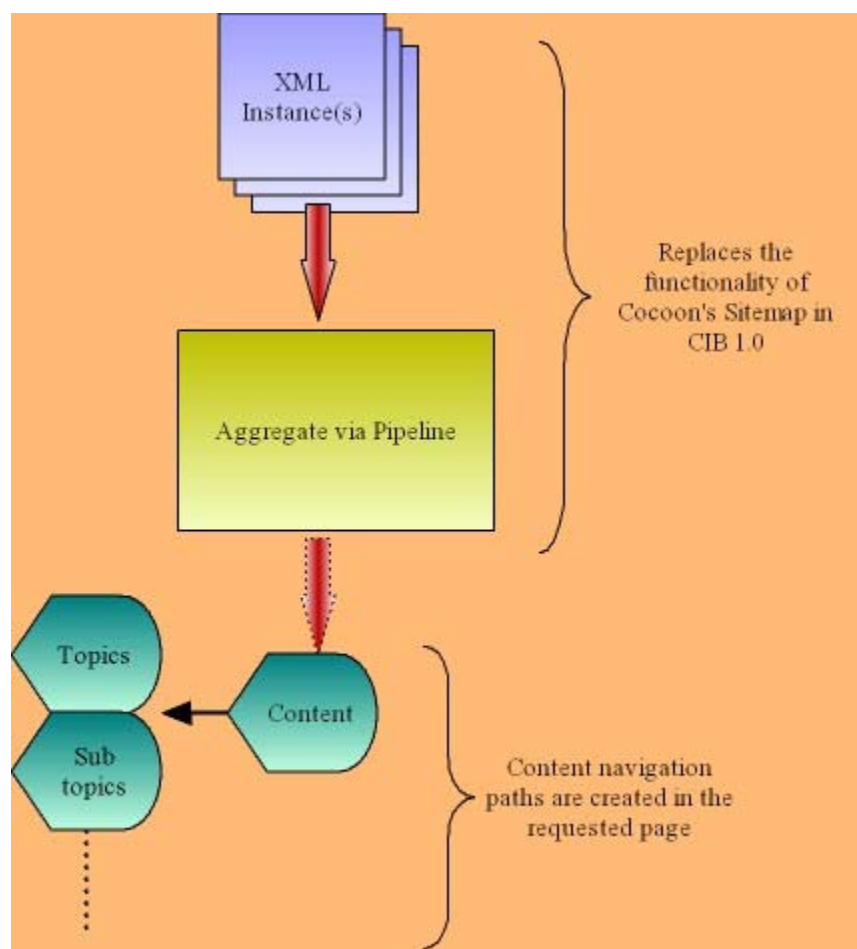 XML
Instance(s)
Replaces the
functionality of
Cocoon's Sitemap in
CIB 1.0
Aggregate via Pipeline
Topics
Content
Sub
topics
Content navigation
paths are created in the
requested page